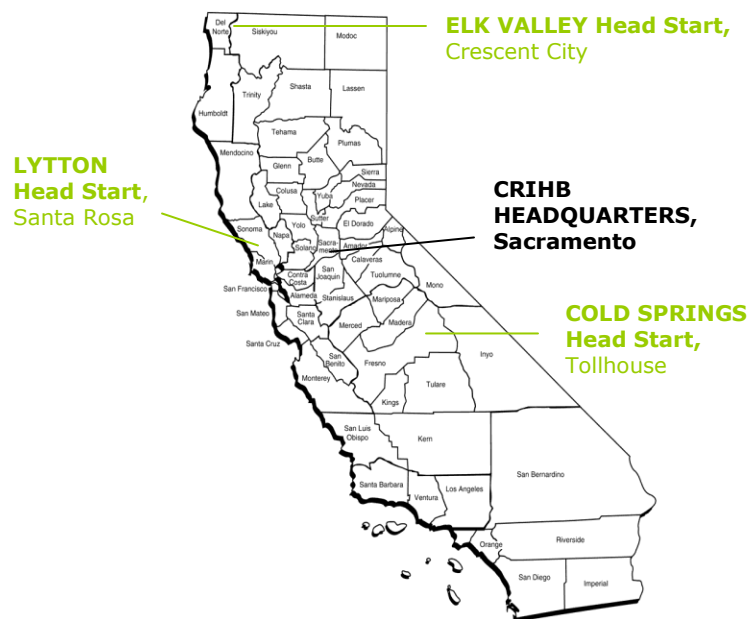 ELK VALLEY Head Start,
Crescent City
LYTTON
Head Start,
Santa Rosa
CRIHB
HEADQUARTERS,
Sacramento
COLD SPRINGS
Head Start,
Tollhouse
Del
Norte
Siskiyou
Modoc
Humboldt
Trinity
Shasta
Lassen
Tehama
Plumas
Mendocino
Butte
Glenn
Sierra
Nevada
Colusa
Yuba
Placer
Lake
Sutter
Sonoma
Yolo
El Dorado
Napa
Sacra-
mento
Alpine
Solano
Amador
Marin
Calaveras
San
Joaquin
Tuolumne
Contra
Costa
Mono
San Francisco
Alameda
Stanislaus
Mariposa
San Mateo
Santa
Clara
Merced
Madera
Santa Cruz
San
Benito
Fresno
Inyo
Monterey
Tulare
Kings
San Luis
Obispo
Kern
San Bernardino
Santa Barbara
Ventura
Los Angeles
Orange
Riverside
San Diego
Imperial